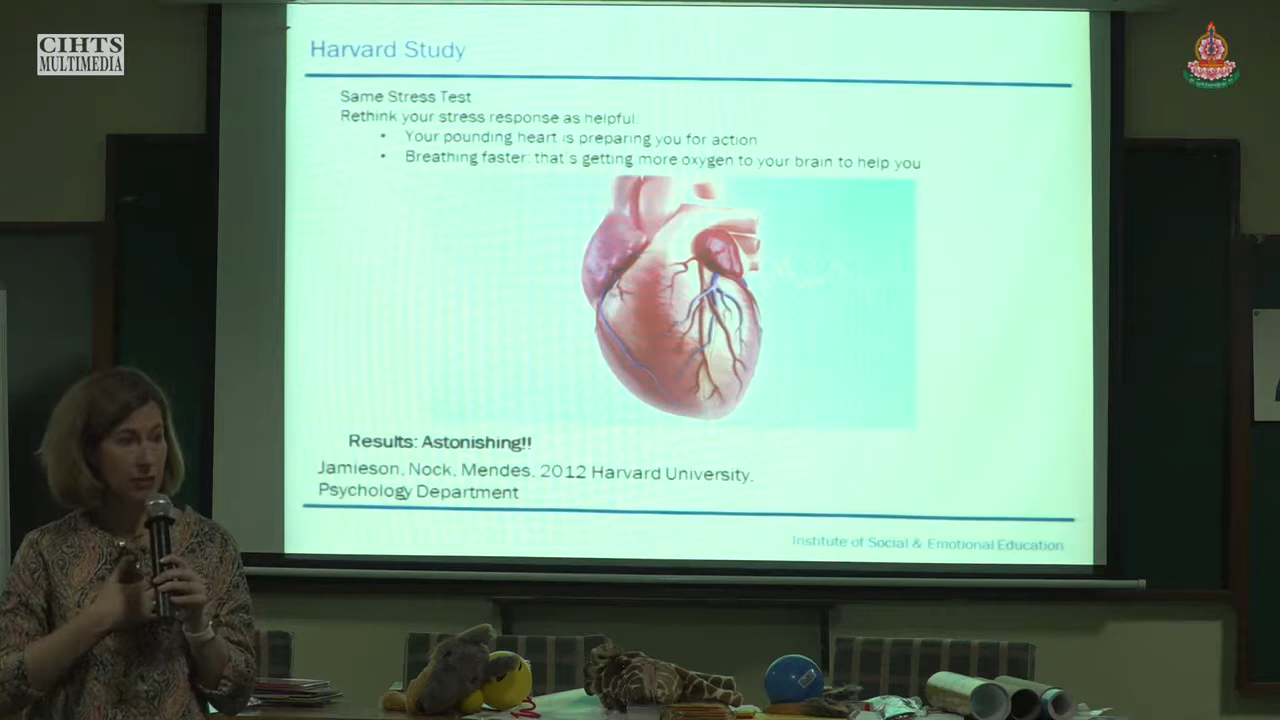 CIHTS
MULTIMEDIA
Harvard Study
Same Stress Test
Rethink your stress response as helpful:
• Your pounding heart is preparing you for action
• Breathing faster: that's getting more oxygen to your brain to help you
Results: Astonishing!!
Jamieson, Nock, Mendes, 2012 Harvard University,
Psychology Department
Institute of Social & Emotional Education